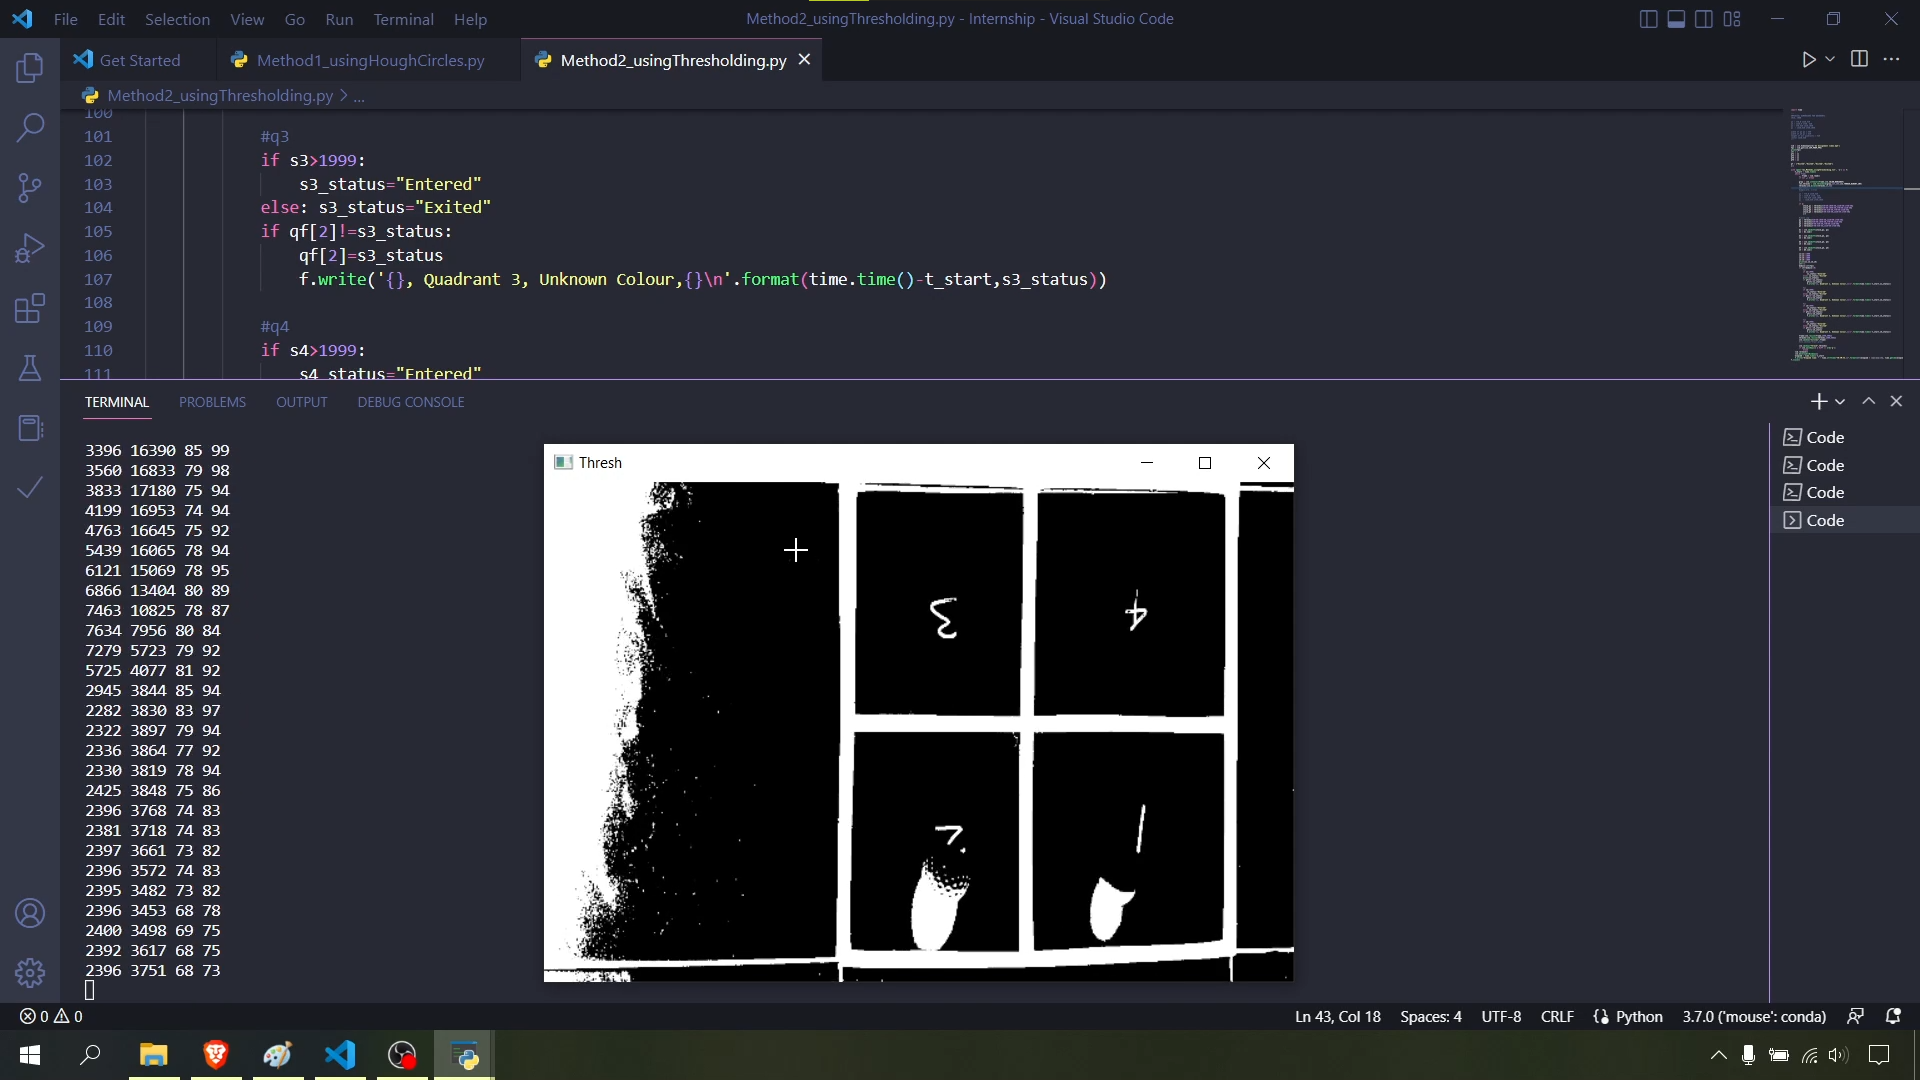 File Edit Selection View Go Run Terminal Help
Method2_usingThresholding.py - Internship - Visual Studio Code
Get Started
Method1_usingHoughCircles.py
Method2_usingThresholding.py
Method2_usingThresholding.py > ...
100
101 #q3
102 if s3>1999:
103 s3_status="Entered"
104 else: s3_status="Exited"
105 if qf[2]!=s3_status:
106 qf[2]=s3_status
107 f.write('{}, Quadrant 3, Unknown Colour,{}\n'.format(time.time()-t_start,s3_status))
108
109 #q4
110 if s4>1999:
111 s4_status="Entered"
TERMINAL PROBLEMS OUTPUT DEBUG CONSOLE
3396 16390 85 99
3560 16833 79 98
3833 17180 75 94
4199 16953 74 94
4763 16645 75 92
5439 16065 78 94
6121 15069 78 95
6866 13404 80 89
7463 10825 78 87
7634 7956 80 84
7279 5723 79 92
5725 4077 81 92
2945 3844 85 94
2282 3830 83 97
2322 3897 79 94
2336 3864 77 92
2330 3819 78 94
2425 3848 75 86
2396 3768 74 83
2381 3718 74 83
2397 3661 73 82
2396 3572 74 83
2395 3482 73 82
2396 3453 68 78
2400 3498 69 75
2392 3617 68 75
2396 3751 68 73
Thresh
3 4
2 1
Code
Code
Code
Code
0 0
Ln 43, Col 18 Spaces: 4 UTF-8 CRLF Python 3.7.0 ('mouse': conda)